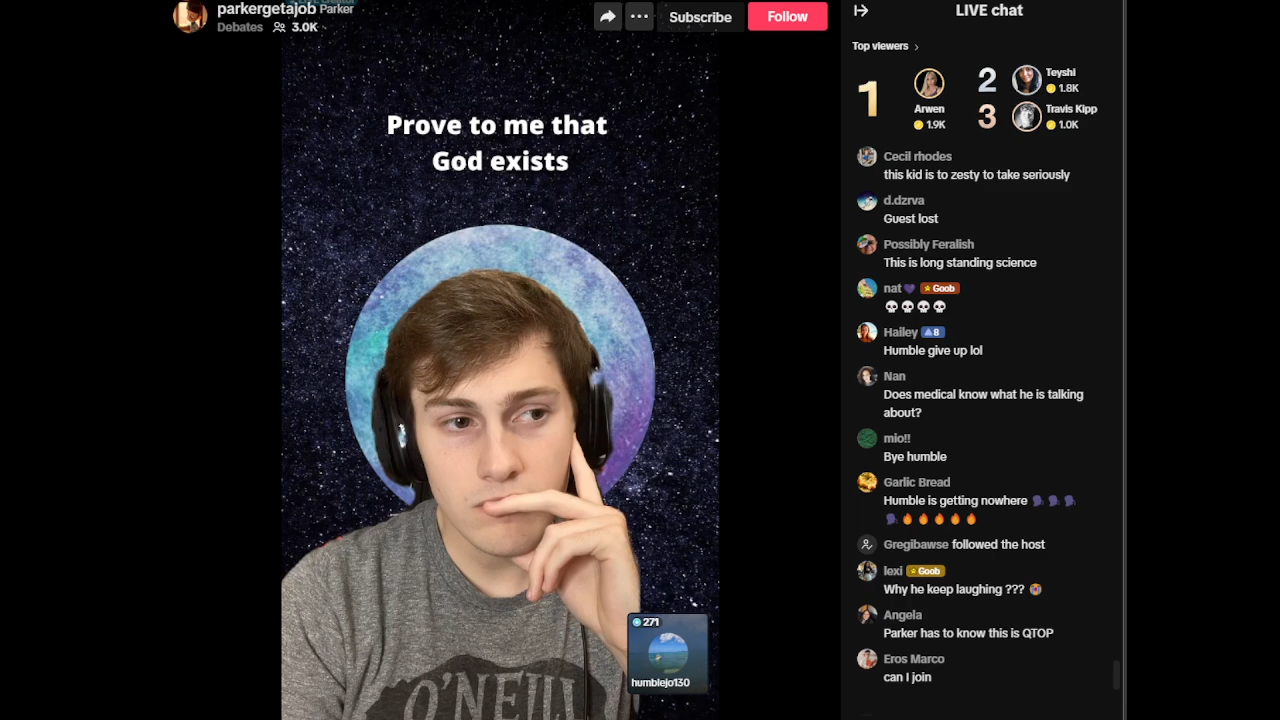 parkergetajob Parker
Debates 3.0K
Subscribe
Follow
LIVE chat
Top viewers
1
Arwen
1.9K
2
Teyshi
1.8K
3
Travis Kipp
1.0K
Prove to me that
God exists
Cecil rhodes
this kid is to zesty to take seriously
d.dzrva
Guest lost
Possibly Feralish
This is long standing science
nat💜 Goob
💀💀💀💀
Hailey 8
Humble give up lol
Nan
Does medical know what he is talking
about?
mio!!
Bye humble
Garlic Bread
Humble is getting nowhere 🗣🗣🗣
🗣🔥🔥🔥🔥🔥
Gregibawse followed the host
lexi Goob
Why he keep laughing ??? 😭
Angela
Parker has to know this is QTOP
Eros Marco
can I join
271
humblejo130
O'NEILL